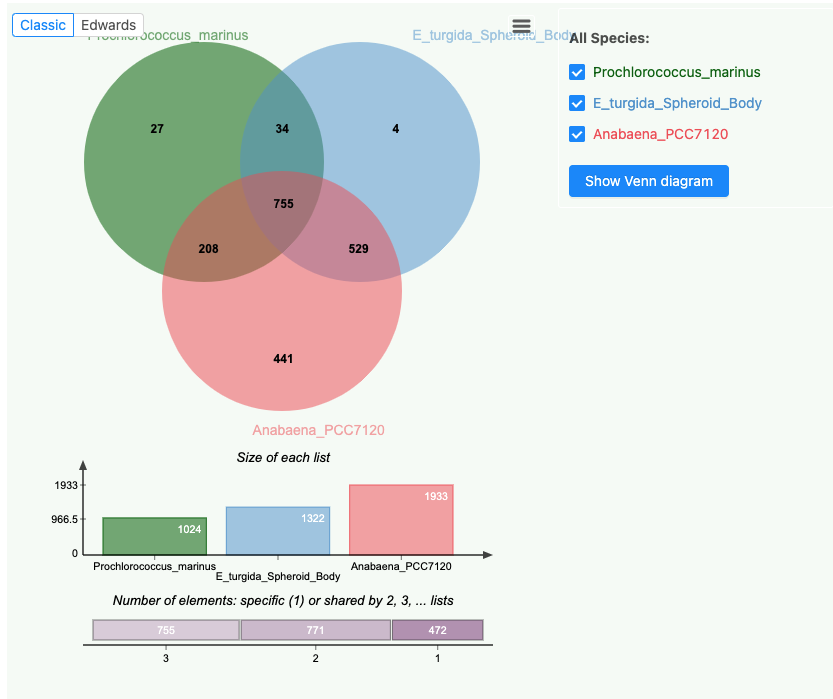 Classic Edwards
Prochlorococcus_marinus
E_turgida_Spheroid_Body
All Species:
Prochlorococcus_marinus
E_turgida_Spheroid_Body
Anabaena_PCC7120
Show Venn diagram
27
34
4
755
208
529
441
Anabaena_PCC7120
Size of each list
1933
966.5
0
1024
1322
1933
Prochlorococcus_marinus
E_turgida_Spheroid_Body
Anabaena_PCC7120
Number of elements: specific (1) or shared by 2, 3, ... lists
755 771 472
3 2 1